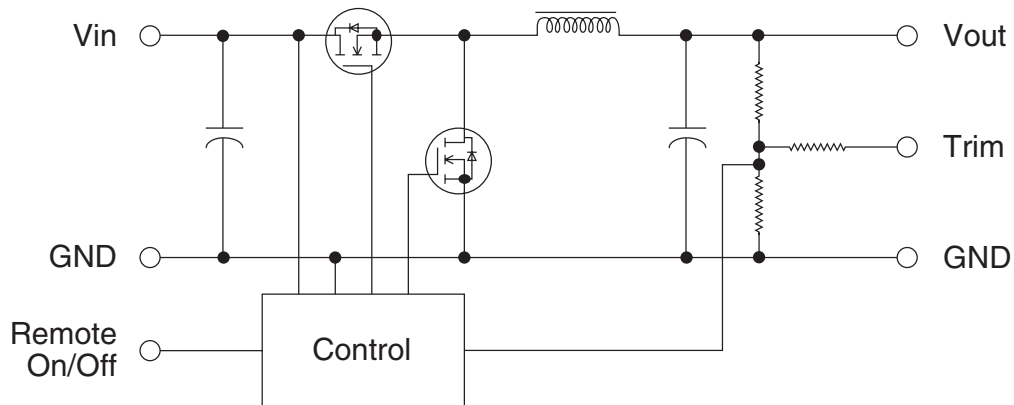 Vin
Vout
Trim
GND
GND
Remote
On/Off
Control